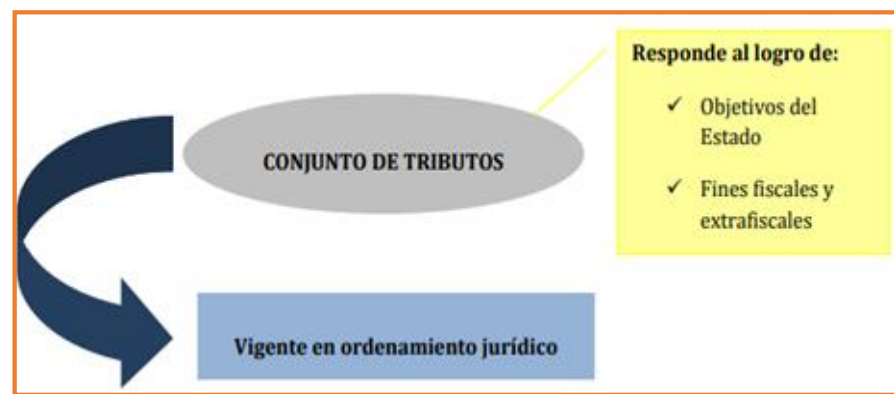 Responde al logro de:
✓ Objetivos del
Estado
✓ Fines fiscales y
extrafiscales
CONJUNTO DE TRIBUTOS
Vigente en ordenamiento jurídico